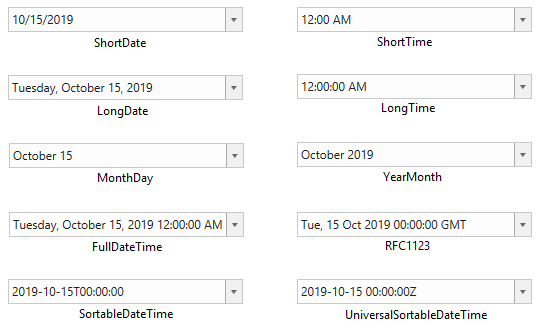 10/15/2019
12:00 AM
ShortDate
ShortTime
Tuesday, October 15, 2019
12:00:00 AM
LongDate
LongTime
October 15
October 2019
MonthDay
YearMonth
Tuesday, October 15, 2019 12:00:00 AM
Tue, 15 Oct 2019 00:00:00 GMT
FullDateTime
RFC1123
2019-10-15T00:00:00
2019-10-15 00:00:00Z
SortableDateTime
UniversalSortableDateTime